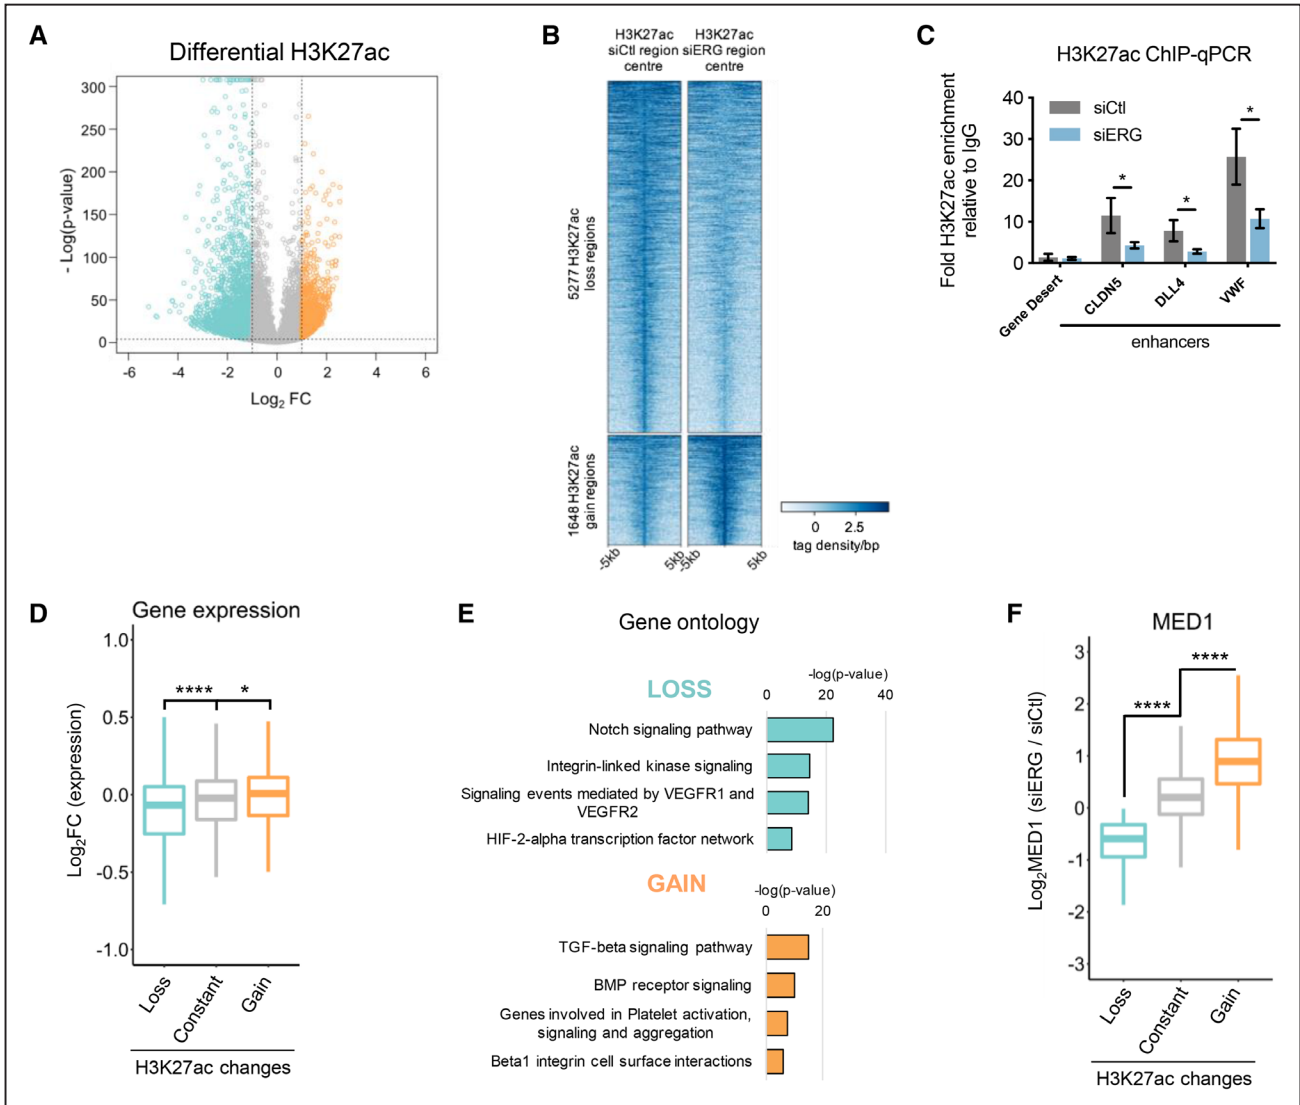 A
Differential H3K27ac
- Log(p-value)
300
250
200
150
100
50
0
-6
-4
-2
0
2
4
6
Log2 FC
B
H3K27ac
siCtl region
centre
H3K27ac
siERG region
centre
5277 H3K27ac
loss regions
1648 H3K27ac
gain regions
-5kb
5kb
-5kb
5kb
0
2.5
tag density/bp
C
H3K27ac ChIP-qPCR
Fold H3K27ac enrichment
relative to IgG
40
30
20
10
0
siCtl
siERG
*
*
*
Gene Desert
CLDN5
DLL4
VWF
enhancers
D
Gene expression
Log2FC (expression)
1.0
0.5
0.0
-0.5
-1.0
****
*
Loss
Constant
Gain
H3K27ac changes
E
Gene ontology
LOSS
-log(p-value)
0
20
40
Notch signaling pathway
Integrin-linked kinase signaling
Signaling events mediated by VEGFR1 and
VEGFR2
HIF-2-alpha transcription factor network
GAIN
-log(p-value)
0
20
TGF-beta signaling pathway
BMP receptor signaling
Genes involved in Platelet activation,
signaling and aggregation
Beta1 integrin cell surface interactions
F
MED1
Log2MED1 (siERG / siCtl)
3
2
1
0
-1
-2
-3
****
****
Loss
Constant
Gain
H3K27ac changes